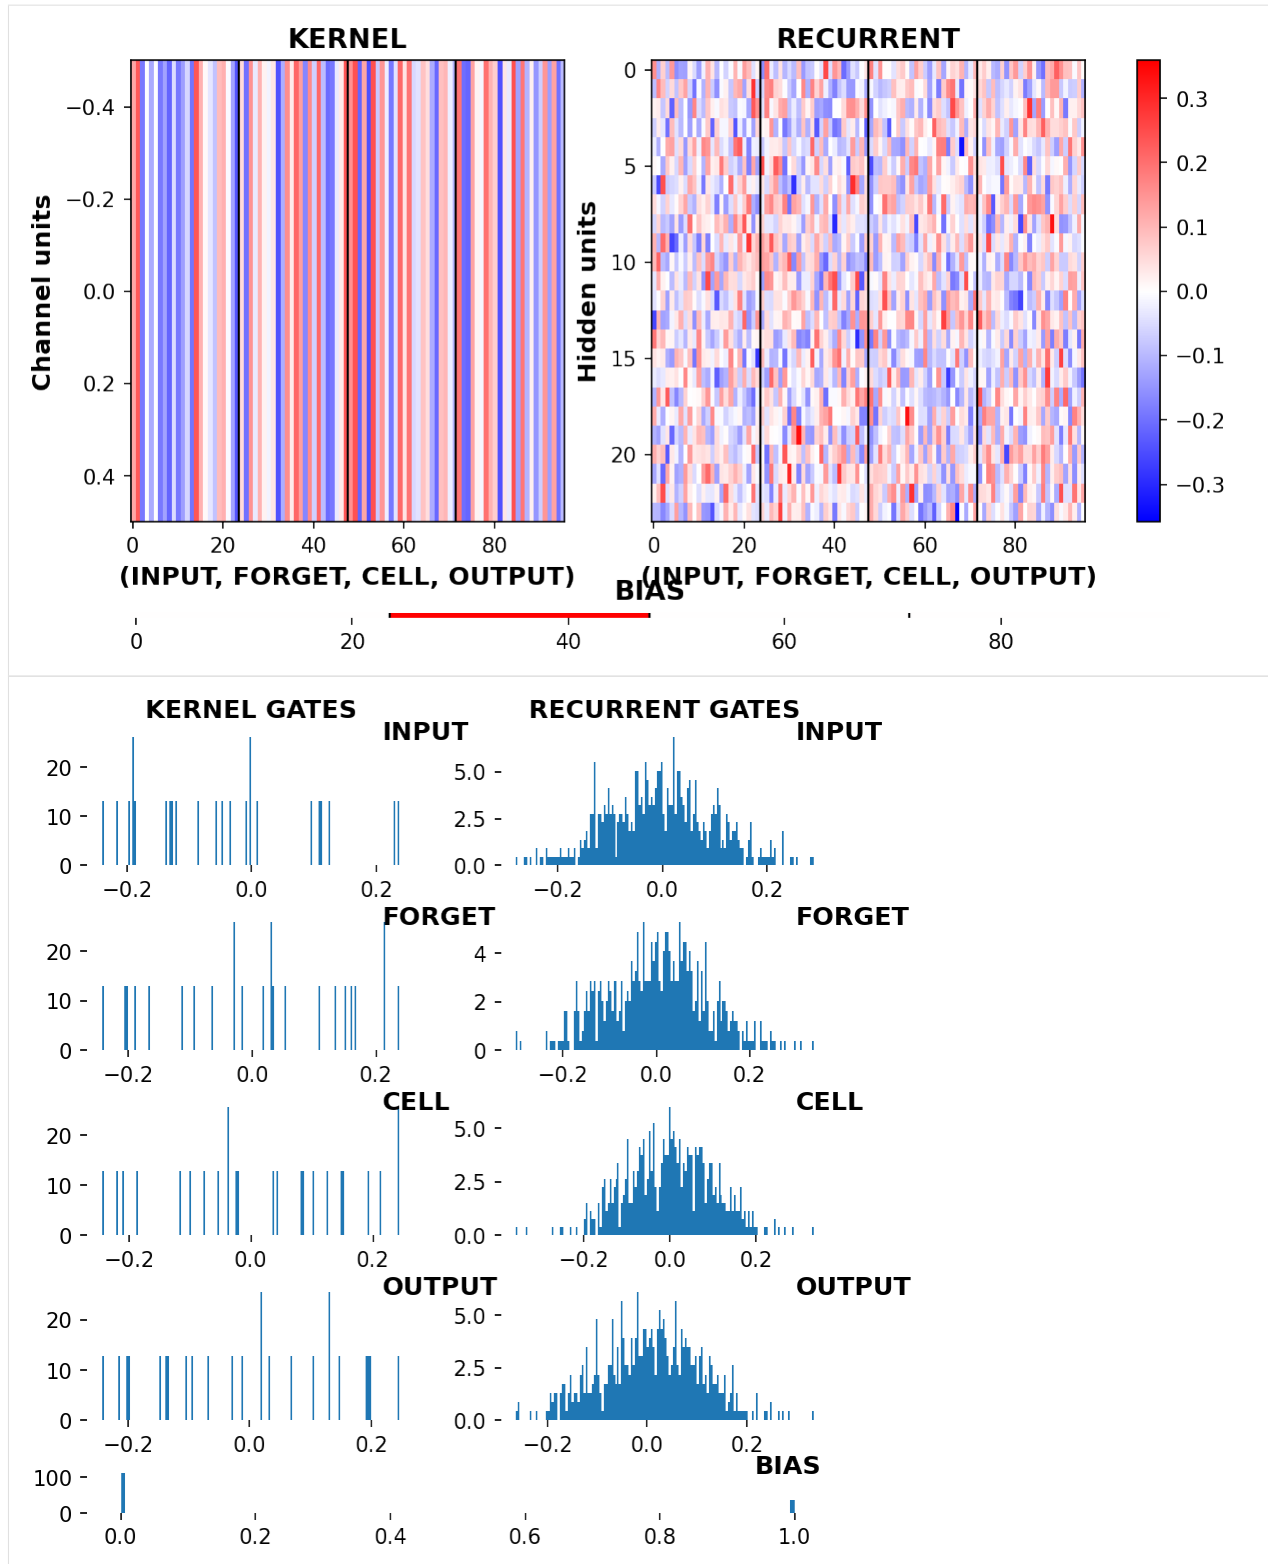 KERNEL
RECURRENT
Channel units
−0.4
−0.2
0.0
0.2
0.4
0 20 40 60 80
(INPUT, FORGET, CELL, OUTPUT)
Hidden units
0
5
10
15
20
0 20 40 60 80
(INPUT, FORGET, CELL, OUTPUT)
0.3
0.2
0.1
0.0
−0.1
−0.2
−0.3
BIAS
0 20 40 60 80
KERNEL GATES
RECURRENT GATES
INPUT
20
10
0
−0.2 0.0 0.2
INPUT
5.0
2.5
0.0
−0.2 0.0 0.2
FORGET
20
10
0
−0.2 0.0 0.2
FORGET
4
2
0
−0.2 0.0 0.2
CELL
20
10
0
−0.2 0.0 0.2
CELL
5.0
2.5
0.0
−0.2 0.0 0.2
OUTPUT
20
10
0
−0.2 0.0 0.2
OUTPUT
5.0
2.5
0.0
−0.2 0.0 0.2
BIAS
100
0
0.0 0.2 0.4 0.6 0.8 1.0